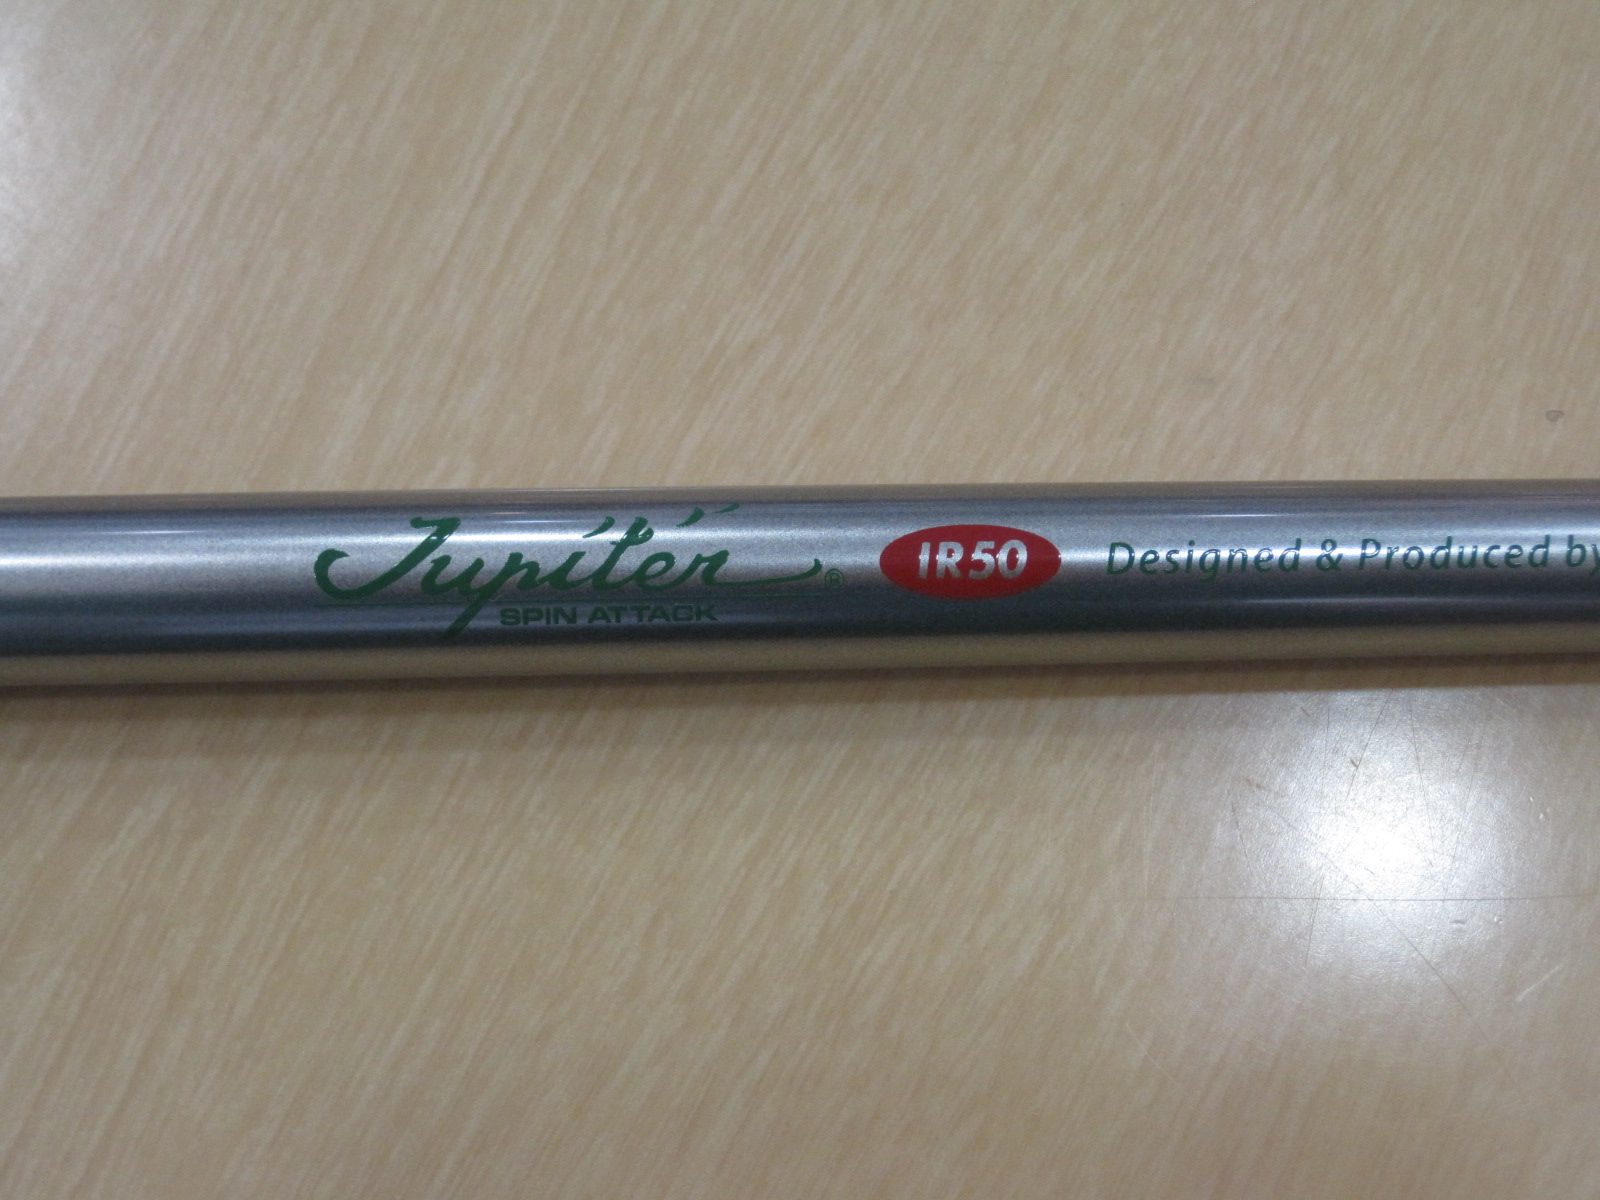 Jupiter® IR50 Designed & Produced by
SPIN ATTACK